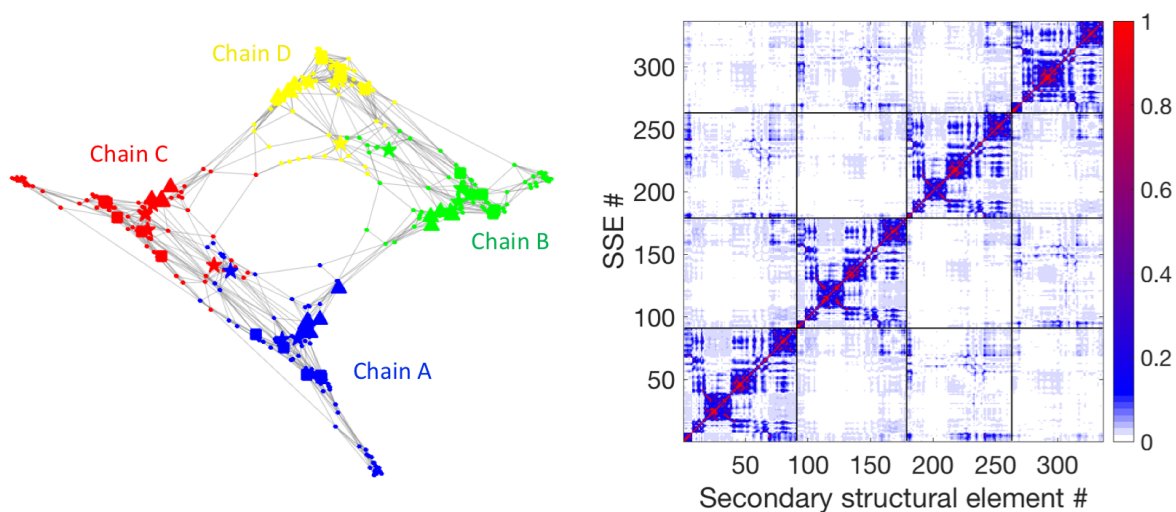 Chain D
Chain C
Chain B
Chain A
SSE #
300
250
200
150
100
50
50 100 150 200 250 300
Secondary structural element #
1
0.8
0.6
0.4
0.2
0